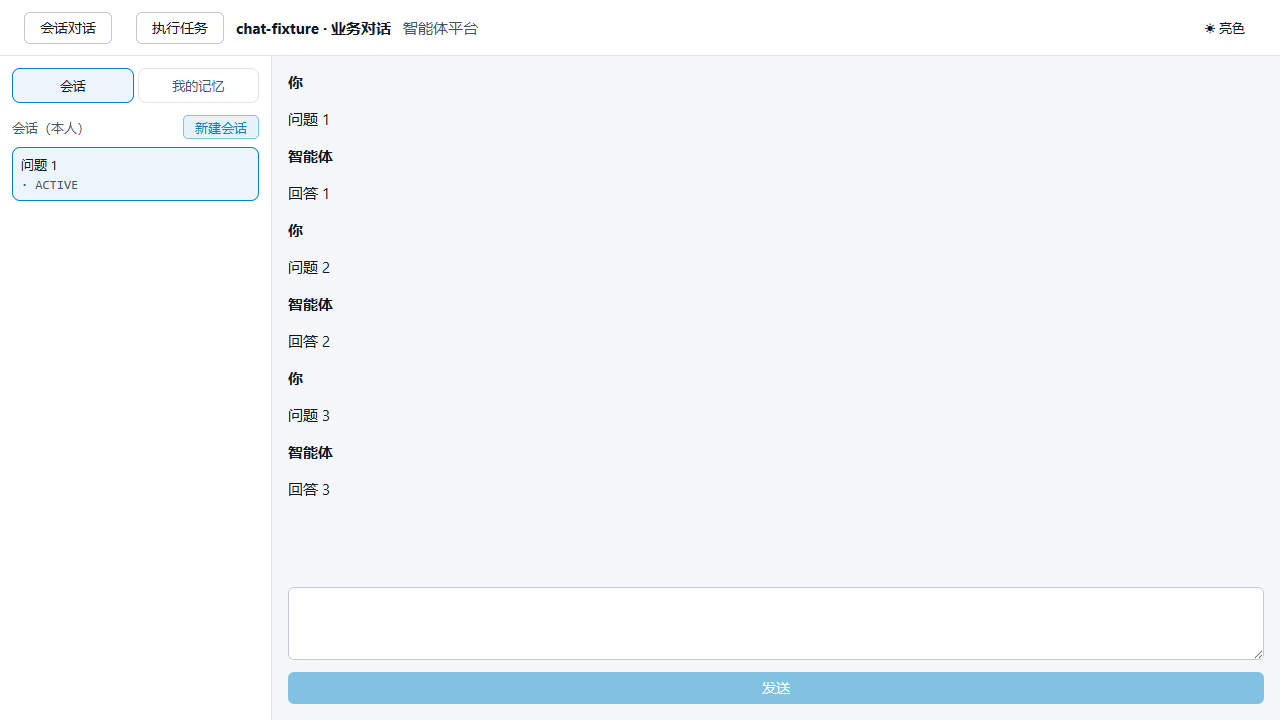 会话对话 执行任务 chat-fixture · 业务对话 智能体平台 ☀ 亮色
会话 我的记忆
会话（本人） 新建会话
问题 1
· ACTIVE
你
问题 1
智能体
回答 1
你
问题 2
智能体
回答 2
你
问题 3
智能体
回答 3
发送